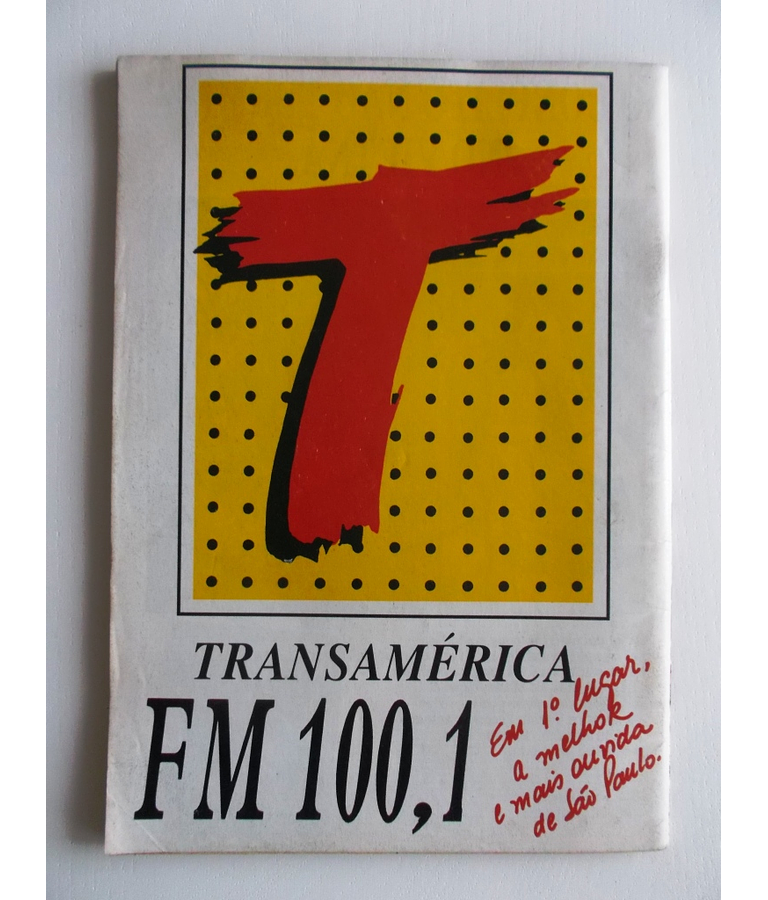 T
TRANSAMÉRICA
FM 100,1
Em 1º lugar,
a melhor
e mais ouvida
de São Paulo.